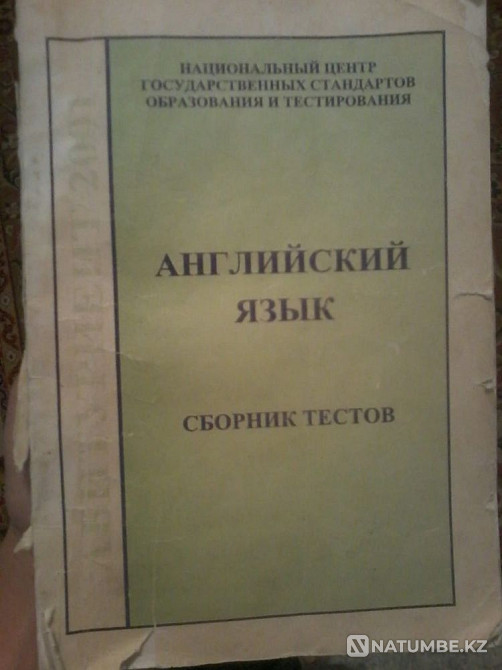 НАЦИОНАЛЬНЫЙ ЦЕНТР
ГОСУДАРСТВЕННЫХ СТАНДАРТОВ
ОБРАЗОВАНИЯ И ТЕСТИРОВАНИЯ
АНГЛИЙСКИЙ
ЯЗЫК
СБОРНИК ТЕСТОВ
NATUMBE.KZ